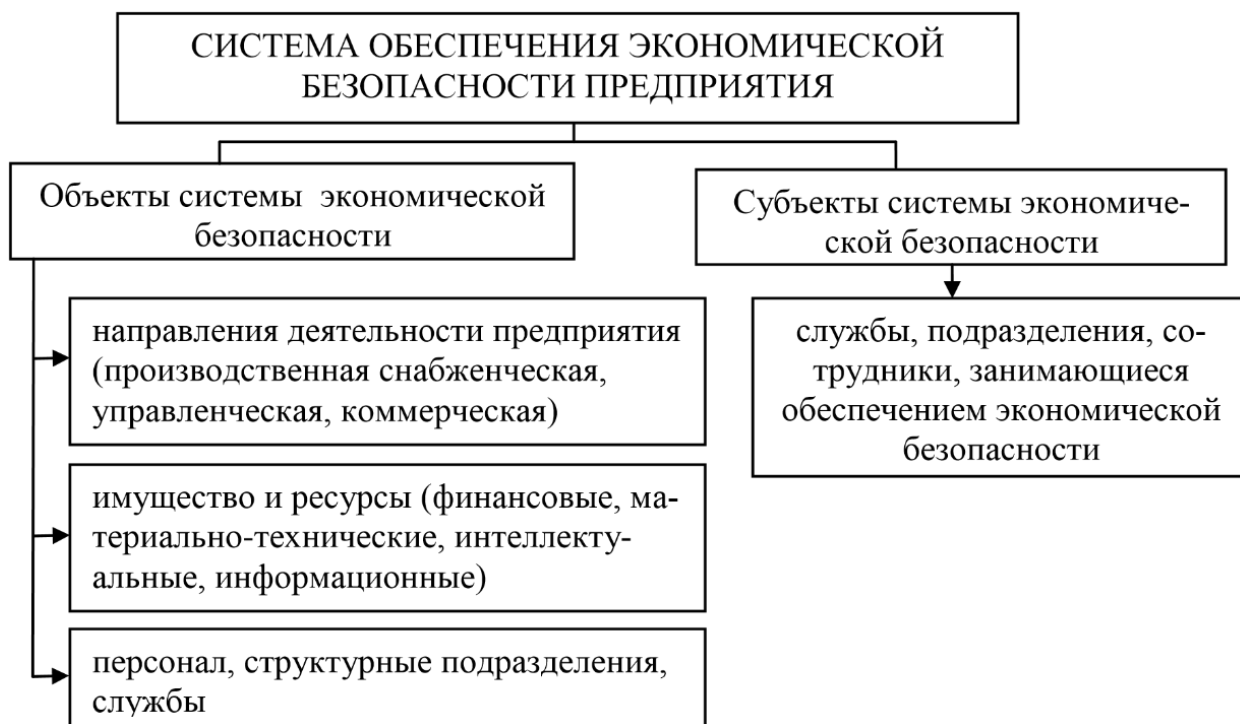 СИСТЕМА ОБЕСПЕЧЕНИЯ ЭКОНОМИЧЕСКОЙ
БЕЗОПАСНОСТИ ПРЕДПРИЯТИЯ
Объекты системы экономической
безопасности
направления деятельности предприятия
(производственная снабженческая,
управленческая, коммерческая)
имущество и ресурсы (финансовые, ма-
териально-технические, интеллекту-
альные, информационные)
персонал, структурные подразделения,
службы
Субъекты системы экономиче-
ской безопасности
службы, подразделения, со-
трудники, занимающиеся
обеспечением экономической
безопасности